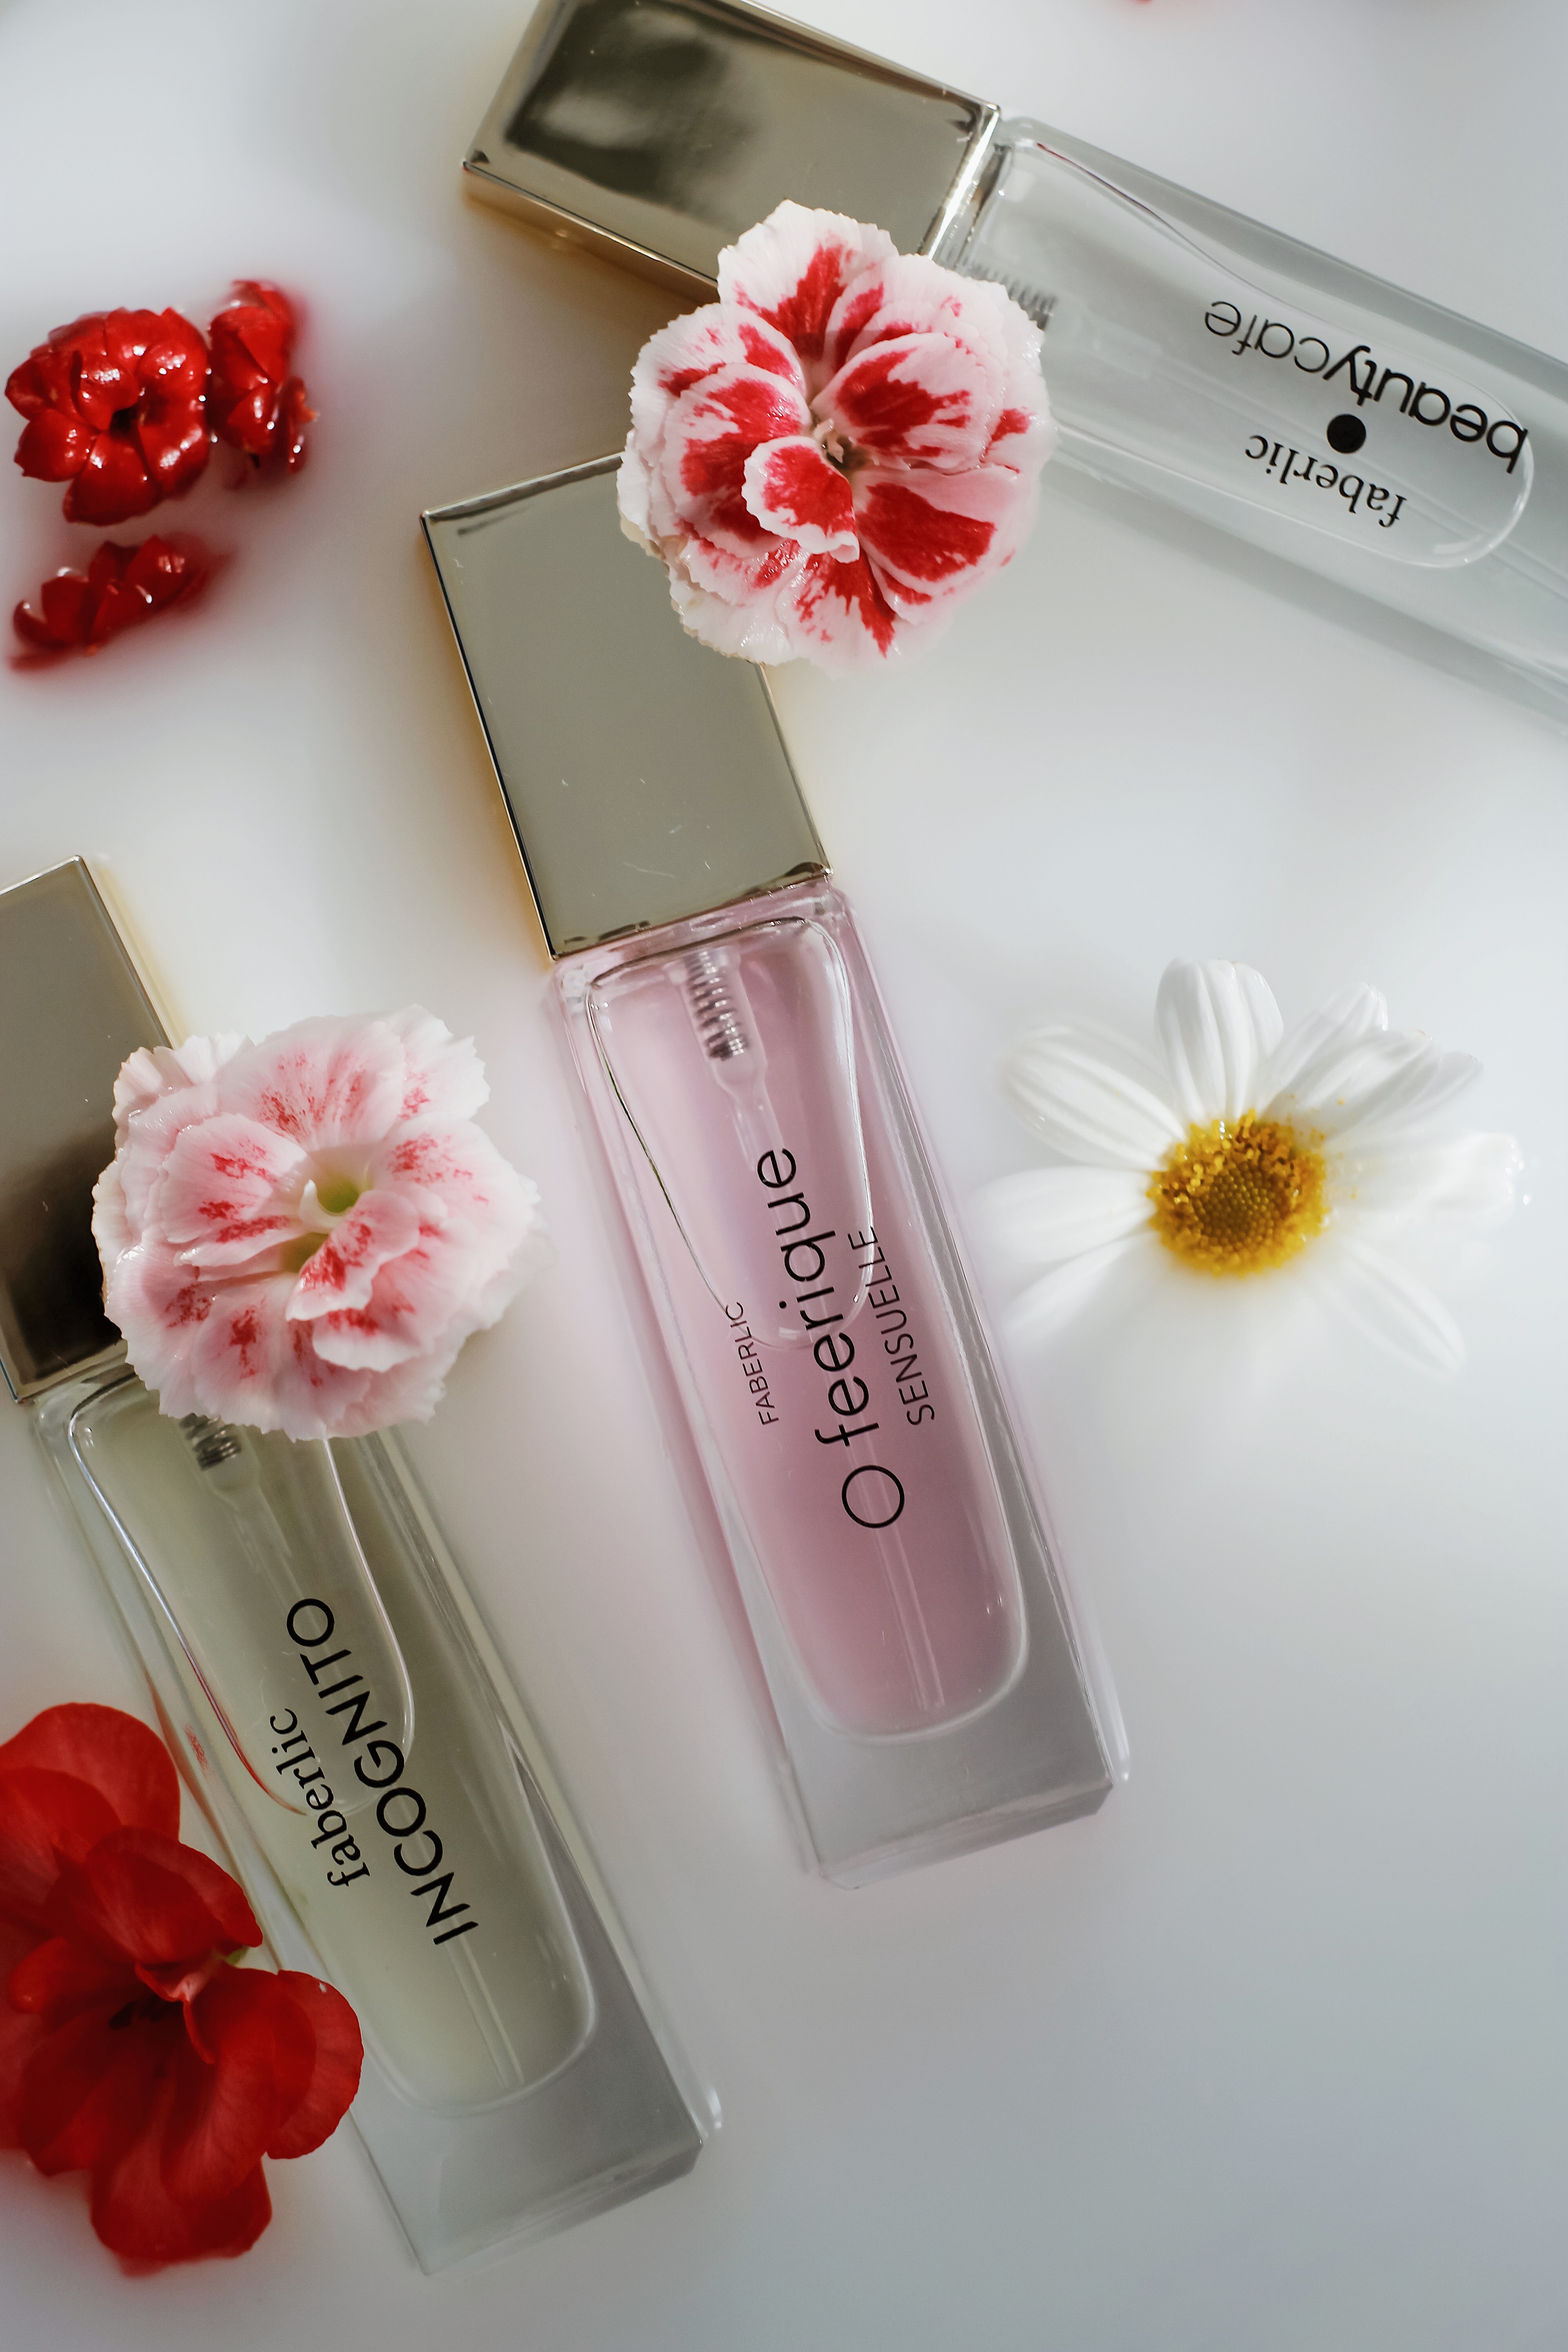 faberlic
beautycafe
FABERLIC
O feerique
SENSUELLE
faberlic
INCOGNITO